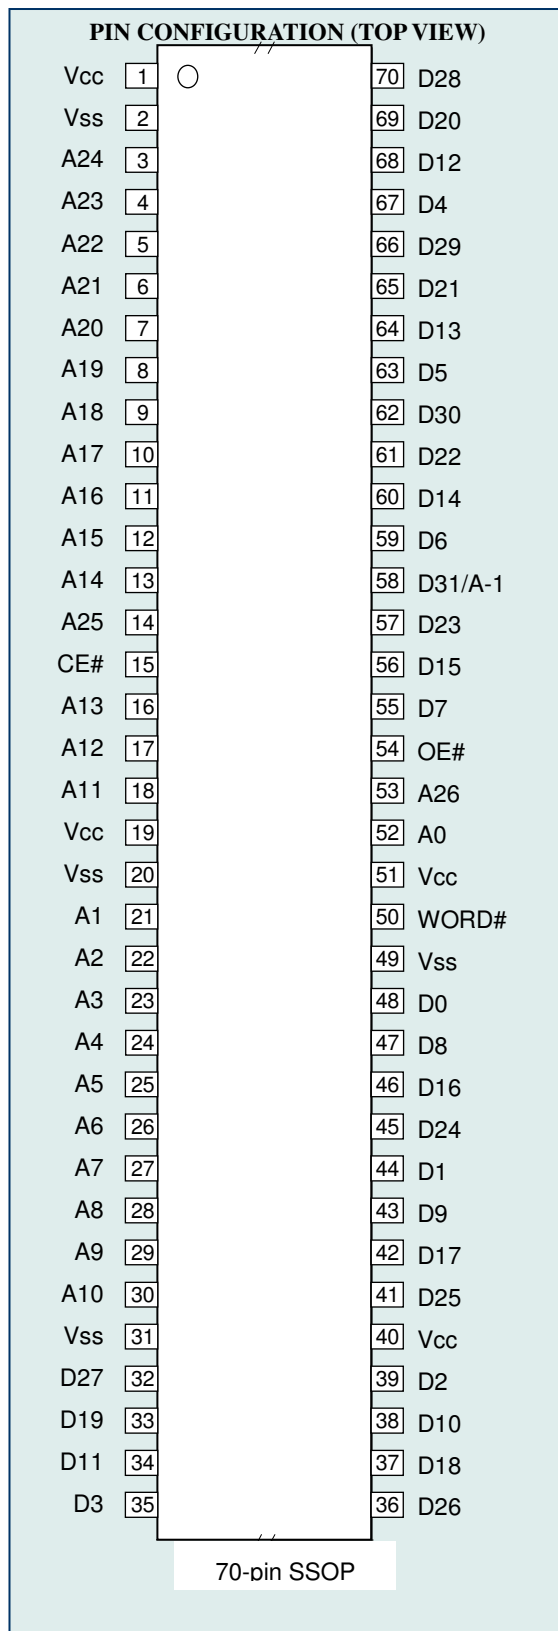 PIN CONFIGURATION (TOP VIEW)
Vcc 1 70 D28
Vss 2 69 D20
A24 3 68 D12
A23 4 67 D4
A22 5 66 D29
A21 6 65 D21
A20 7 64 D13
A19 8 63 D5
A18 9 62 D30
A17 10 61 D22
A16 11 60 D14
A15 12 59 D6
A14 13 58 D31/A-1
A25 14 57 D23
CE# 15 56 D15
A13 16 55 D7
A12 17 54 OE#
A11 18 53 A26
Vcc 19 52 A0
Vss 20 51 Vcc
A1 21 50 WORD#
A2 22 49 Vss
A3 23 48 D0
A4 24 47 D8
A5 25 46 D16
A6 26 45 D24
A7 27 44 D1
A8 28 43 D9
A9 29 42 D17
A10 30 41 D25
Vss 31 40 Vcc
D27 32 39 D2
D19 33 38 D10
D11 34 37 D18
D3 35 36 D26
70-pin SSOP